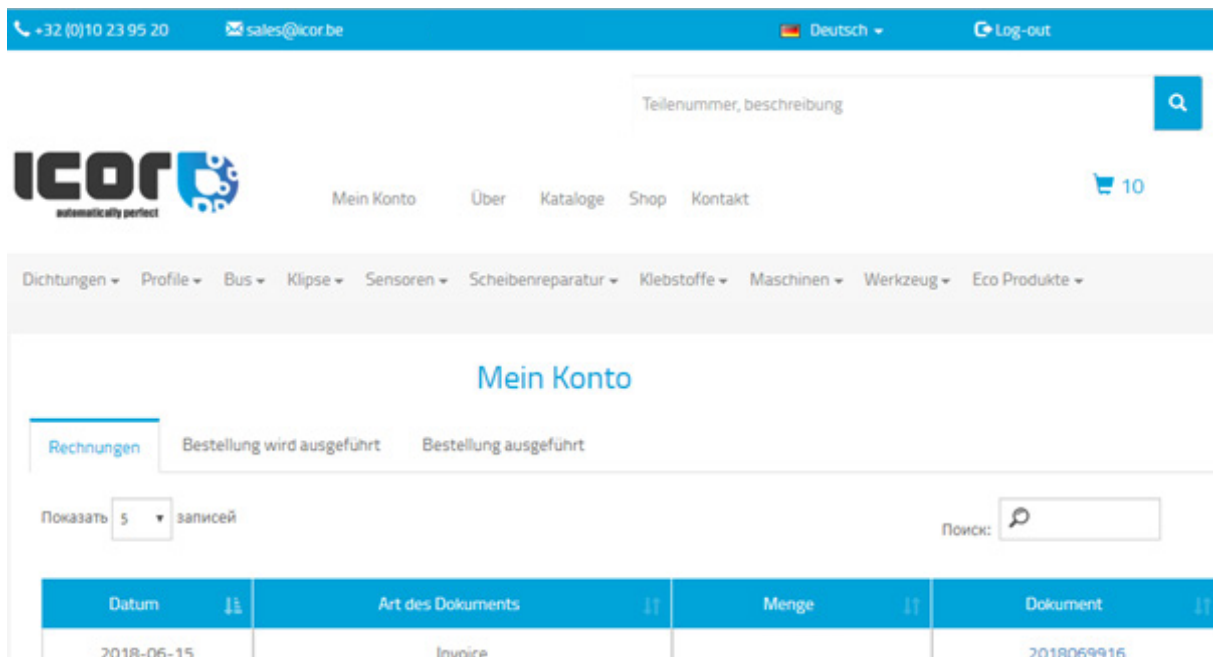 +32 (0)10 23 95 20 sales@icor.be Deutsch Log-out
Teilenummer, beschreibung
ICOR
automatically perfect
Mein Konto Über Kataloge Shop Kontakt 10
Dichtungen Profile Bus Klipse Sensoren Scheibenreparatur Klebstoffe Maschinen Werkzeug Eco Produkte
Mein Konto
Rechnungen Bestellung wird ausgeführt Bestellung ausgeführt
Показать 5 записей Поиск:
Datum Art des Dokuments Menge Dokument
2018-06-15 Invoice 2018069916